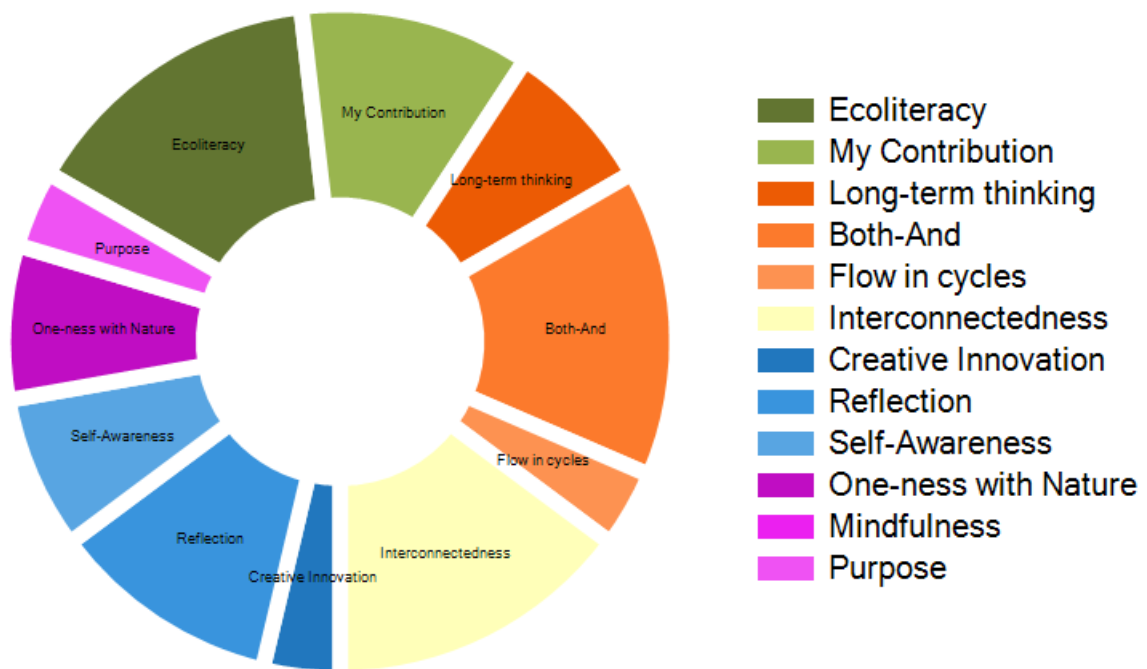 My Contribution
Ecoliteracy
Long-term thinking
Purpose
One-ness with Nature
Both-And
Self-Awareness
Flow in cycles
Reflection
Interconnectedness
Creative Innovation
Ecoliteracy
My Contribution
Long-term thinking
Both-And
Flow in cycles
Interconnectedness
Creative Innovation
Reflection
Self-Awareness
One-ness with Nature
Mindfulness
Purpose